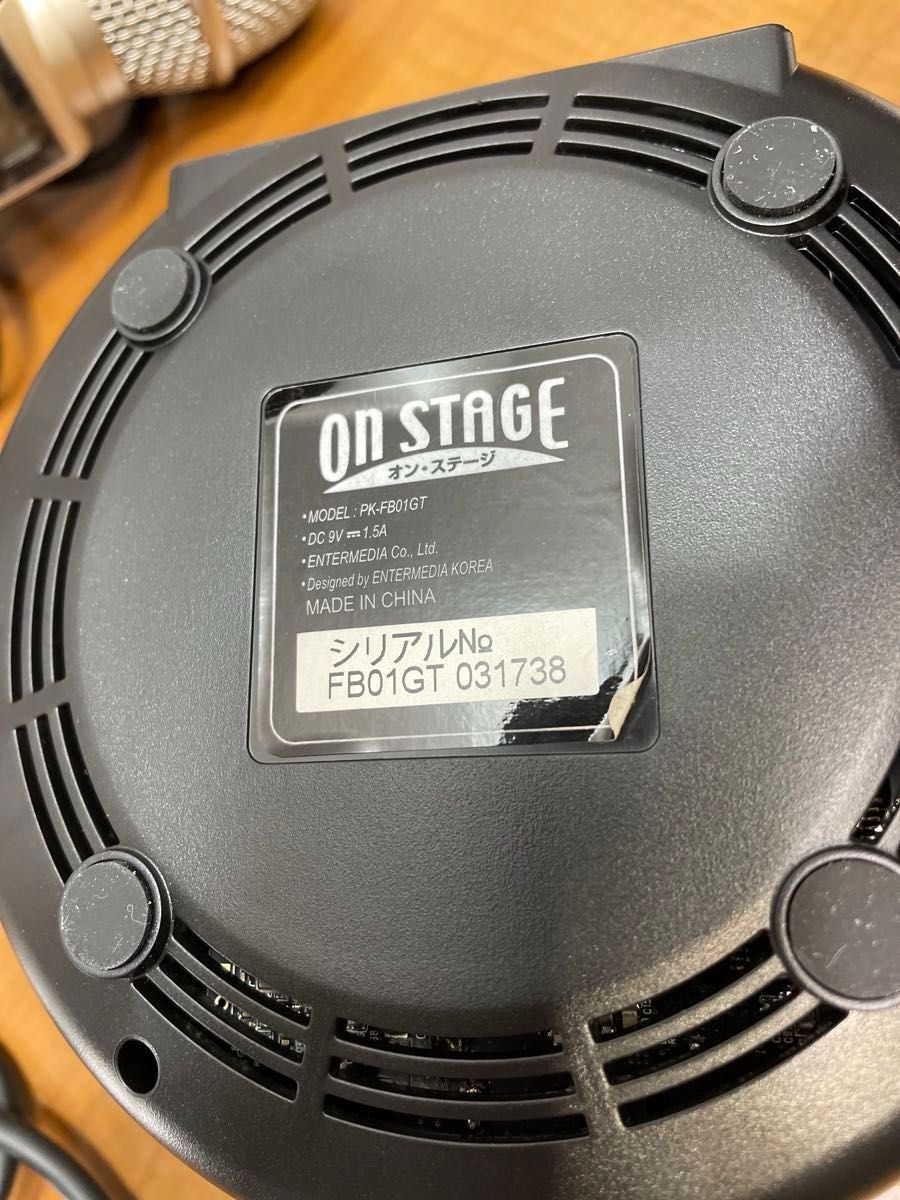 On STAGE
オン・ステージ
•MODEL : PK-FB01GT
•DC 9V ⎓ 1.5A
•ENTERMEDIA Co., Ltd.
•Designed by ENTERMEDIA KOREA
MADE IN CHINA
シリアル№
FB01GT 031738